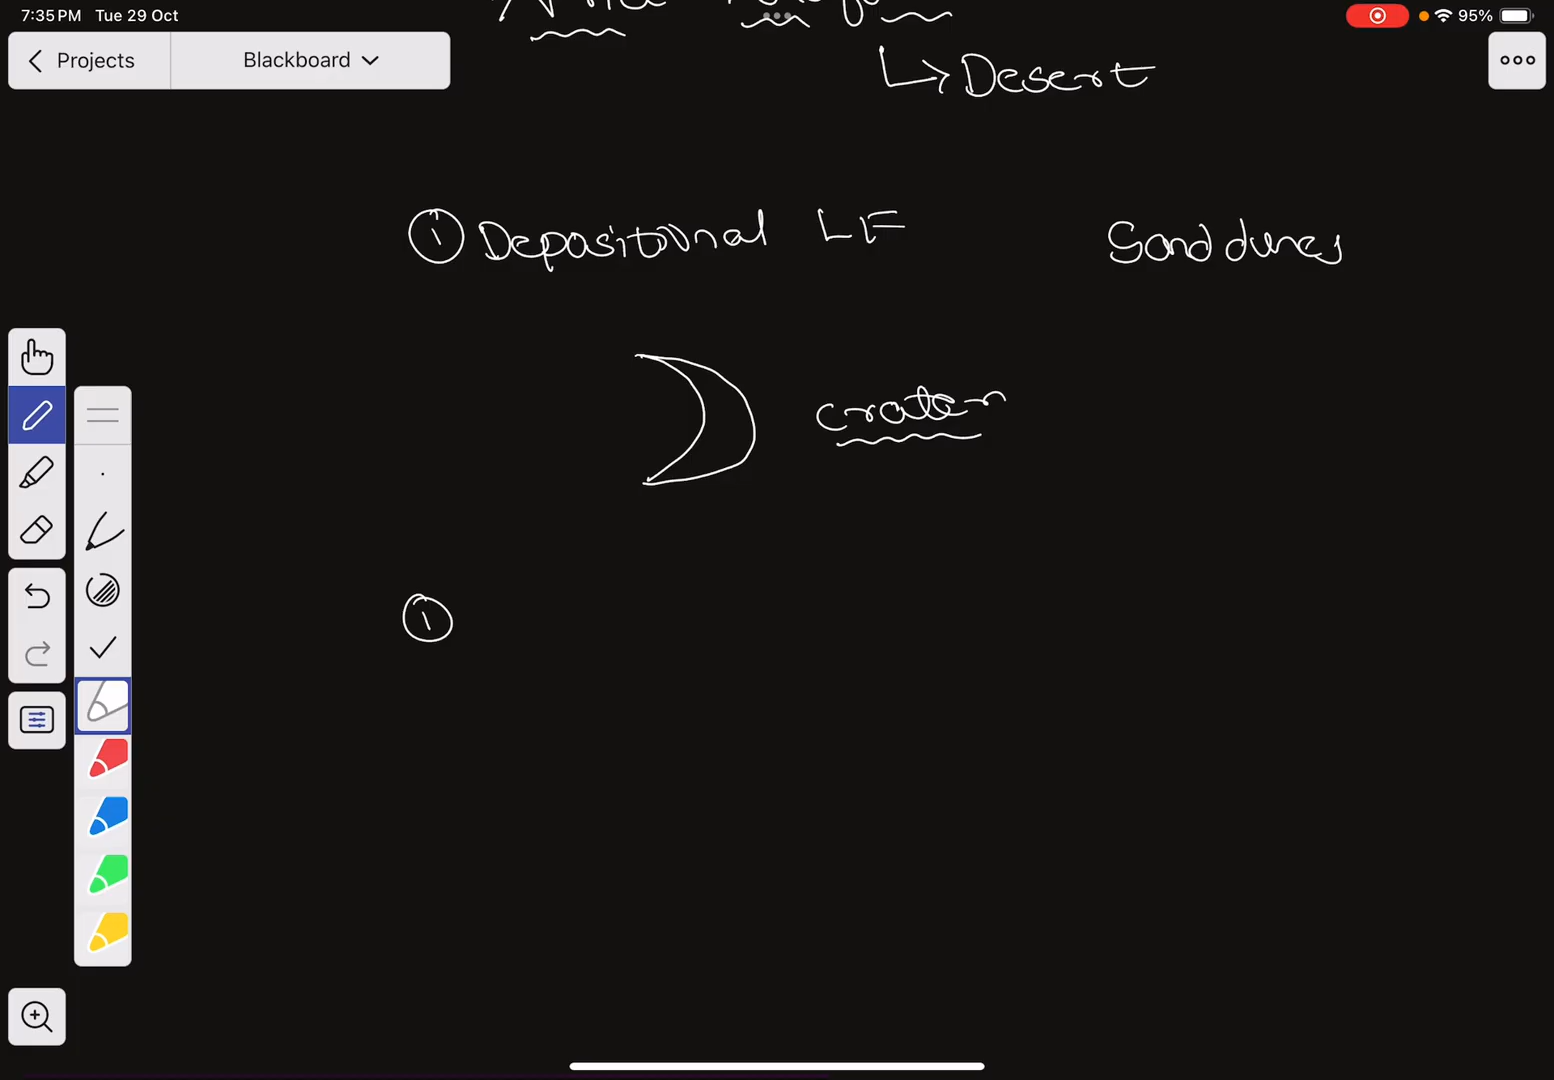 7:35 PM Tue 29 Oct
95%
Projects
Blackboard
↳ Desert
① Depositional LF
Sand dunes
crater
①